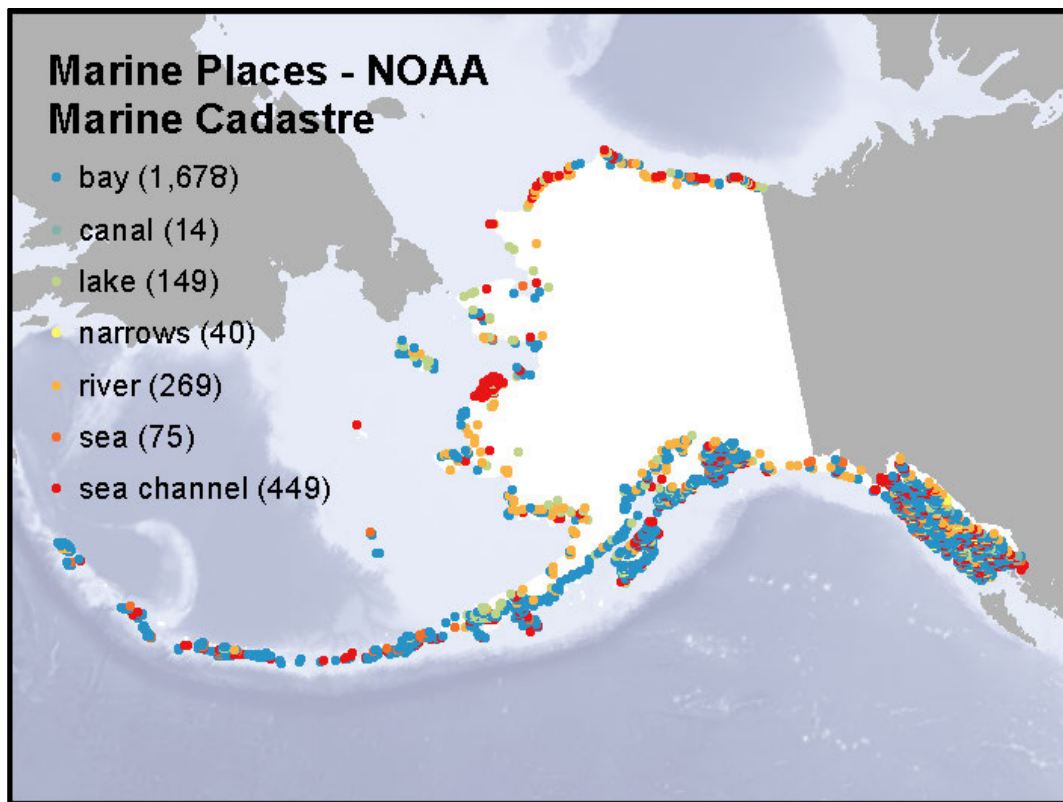 Marine Places - NOAA
Marine Cadastre
bay (1,678)
canal (14)
lake (149)
narrows (40)
river (269)
sea (75)
sea channel (449)